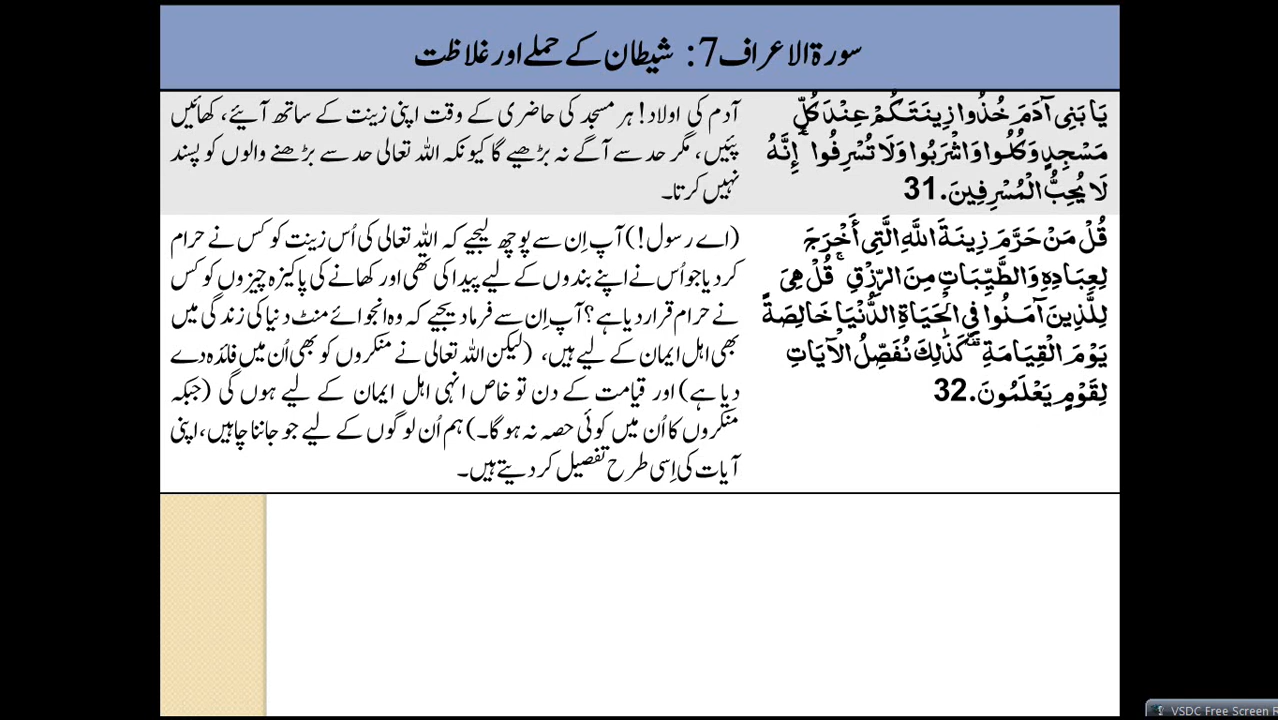 سورۃ الاعراف 7: شیطان کے حملے اور غلاظت
يَا بَنِي آدَمَ خُذُوا زِينَتَكُمْ عِنْدَ كُلِّ
مَسْجِدٍ وَكُلُوا وَاشْرَبُوا وَلَا تُسْرِفُوا ۚ إِنَّهُ
لَا يُحِبُّ الْمُسْرِفِينَ.31
آدم کی اولاد! ہر مسجد کی حاضری کے وقت اپنی زینت کے ساتھ آیئے، کھائیں
پئیں، مگر حد سے آگے نہ بڑھیے گا کیونکہ اللہ تعالی حد سے بڑھنے والوں کو پسند
نہیں کرتا۔
قُلْ مَنْ حَرَّمَ زِينَةَ اللَّهِ الَّتِي أَخْرَجَ
لِعِبَادِهِ وَالطَّيِّبَاتِ مِنَ الرِّزْقِ ۚ قُلْ هِيَ
لِلَّذِينَ آمَنُوا فِي الْحَيَاةِ الدُّنْيَا خَالِصَةً
يَوْمَ الْقِيَامَةِ ۗ كَذَٰلِكَ نُفَصِّلُ الْآيَاتِ
لِقَوْمٍ يَعْلَمُونَ.32
(اے رسول!) آپ اِن سے پوچھ لیجیے کہ اللہ تعالی کی اُس زینت کو کس نے حرام
کر دیا جو اُس نے اپنے بندوں کے لیے پیدا کی تھی اور کھانے کی پاکیزہ چیزوں کو کس
نے حرام قرار دیا ہے؟ آپ اِن سے فرما دیجیے کہ وہ انجوائے منٹ دنیا کی زندگی میں
بھی اہل ایمان کے لیے ہیں، (لیکن اللہ تعالی نے منکروں کو بھی اُن میں فائدہ دے
دیا ہے) اور قیامت کے دن تو خاص انہی اہل ایمان کے لیے ہوں گی (جبکہ
منکروں کا اُن میں کوئی حصہ نہ ہو گا۔) ہم اُن لوگوں کے لیے جو جاننا چاہیں، اپنی
آیات کی اِسی طرح تفصیل کر دیتے ہیں۔
VSDC Free Screen R